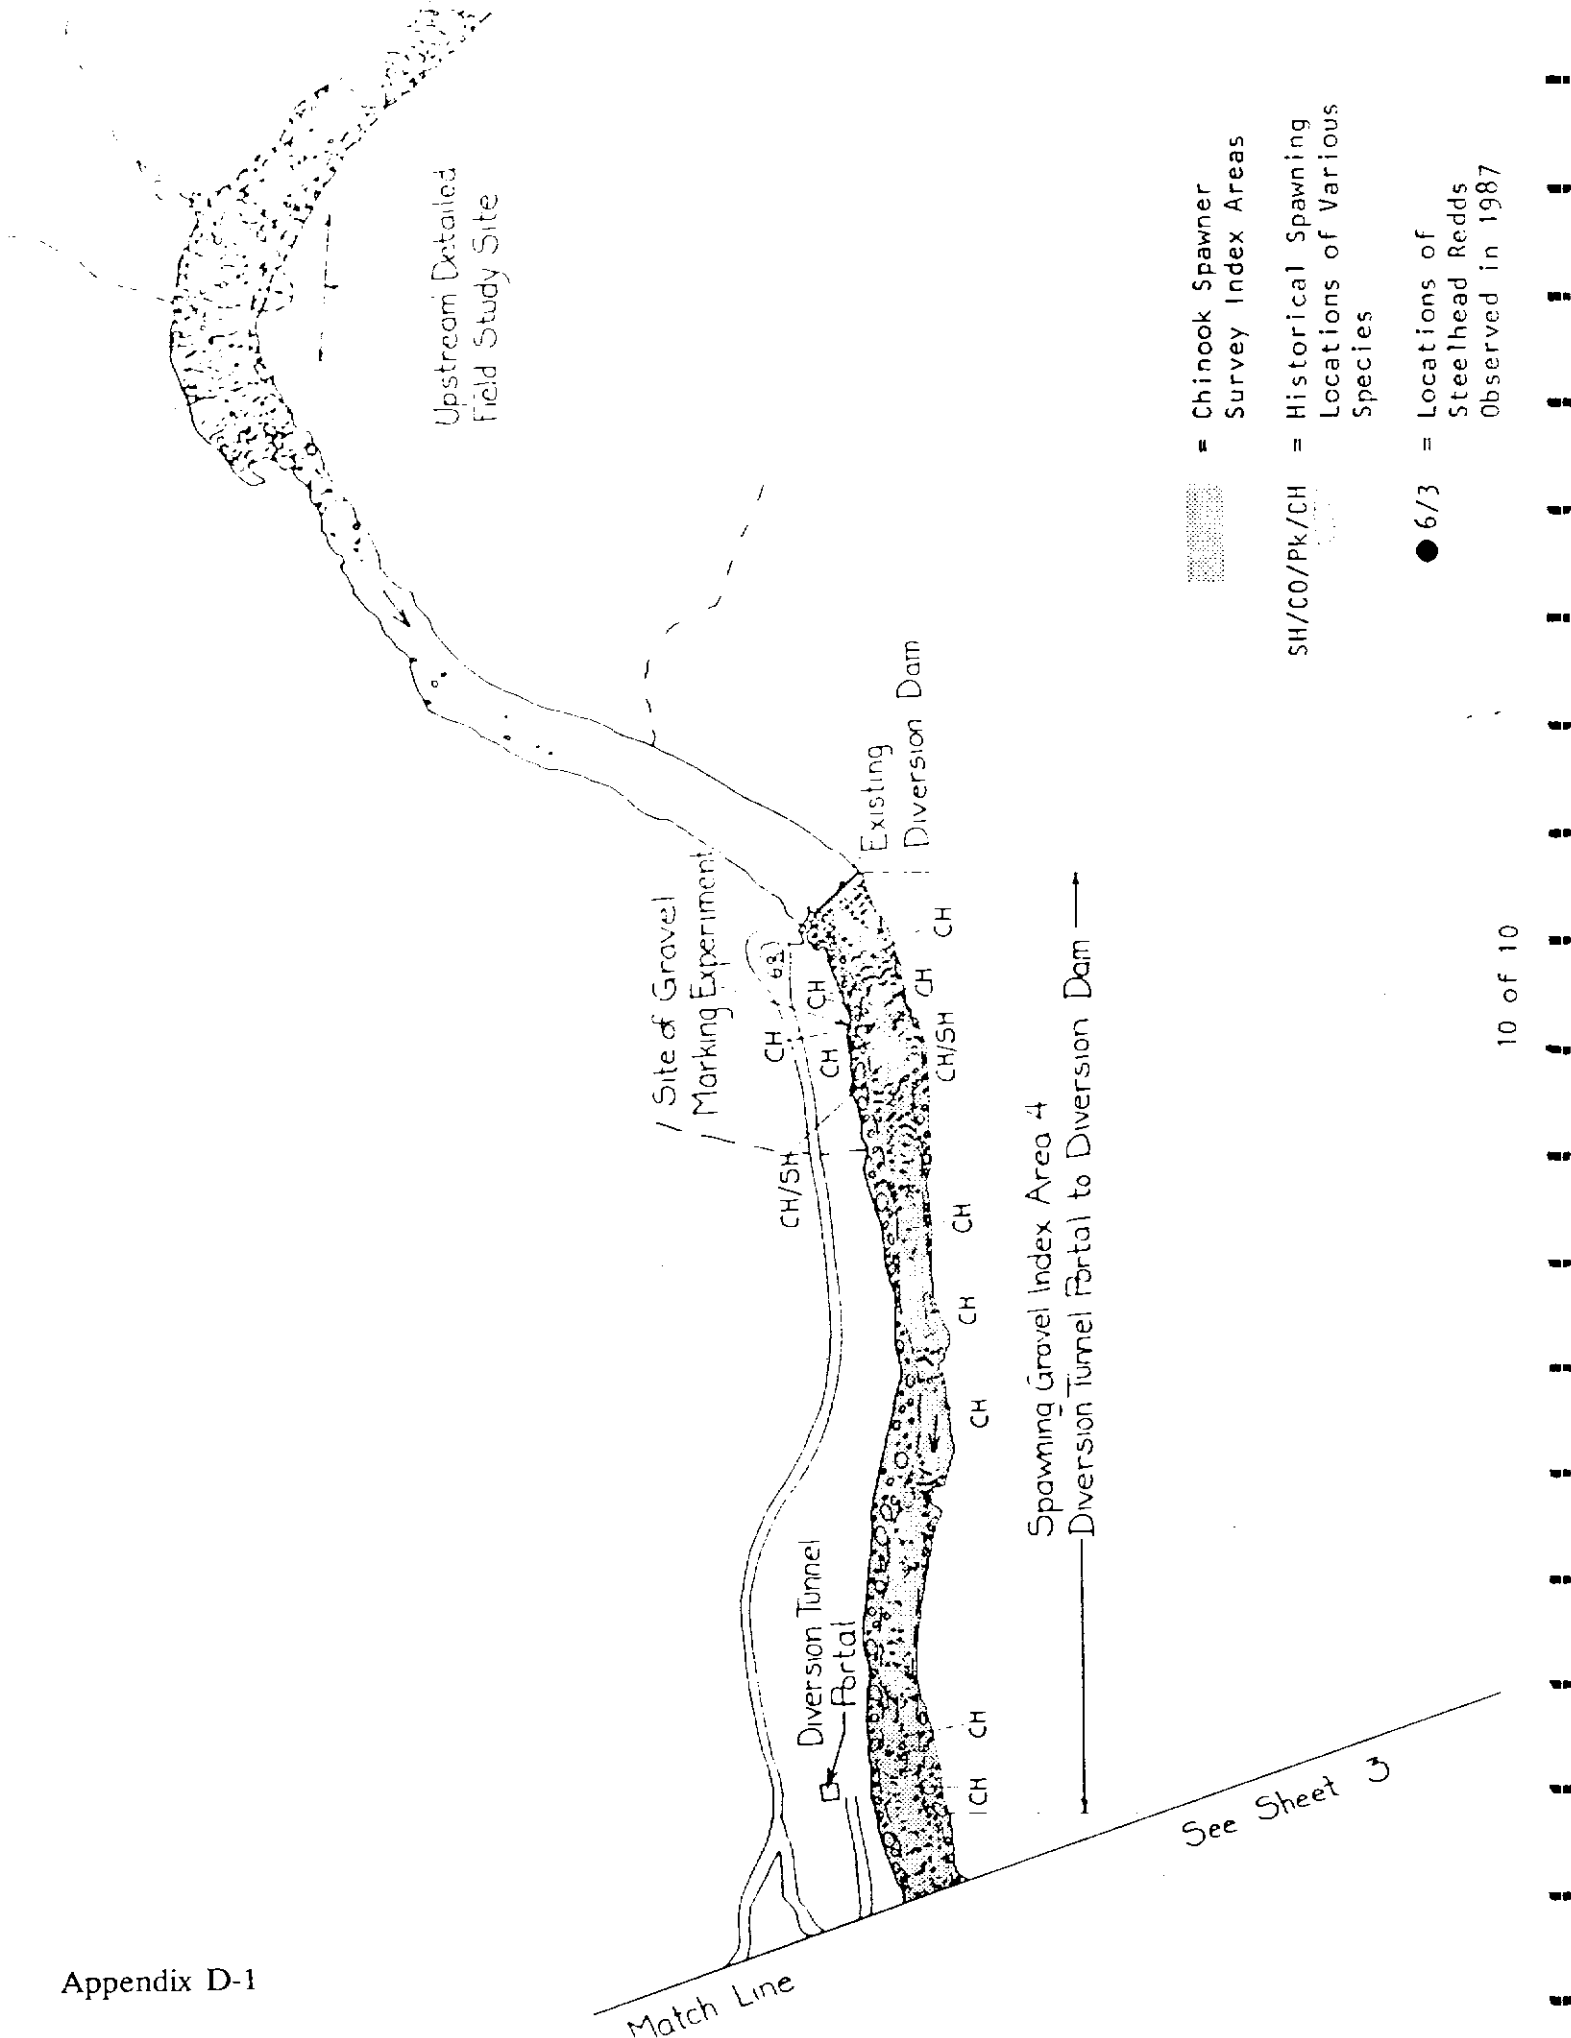 Upstream Detailed
Field Study Site
Existing
Diversion Dam
Site of Gravel
Marking Experiment
CH
CH
CH
CH/SH
CH
CH
CH/SH
CH
CH
CH
CH
CH
Diversion Tunnel
Portal
Spawning Gravel Index Area 4
Diversion Tunnel Portal to Diversion Dam
Match Line
See Sheet 3
= Chinook Spawner
Survey Index Areas
SH/CO/Pk/CH = Historical Spawning
Locations of Various
Species
6/3 = Locations of
Steelhead Redds
Observed in 1987
10 of 10
Appendix D-1